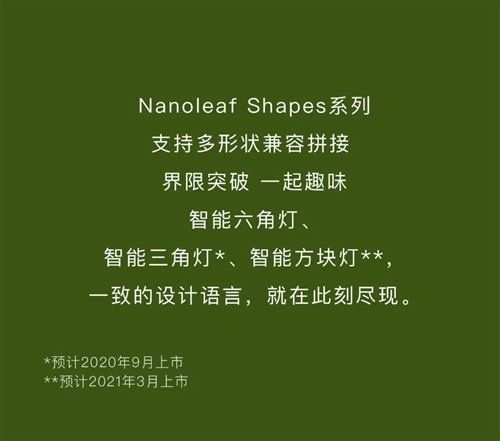 Nanoleaf Shapes系列
支持多形状兼容拼接
界限突破 一起趣味
智能六角灯、
智能三角灯*、智能方块灯**，
一致的设计语言，就在此刻尽现。
*预计2020年9月上市
**预计2021年3月上市